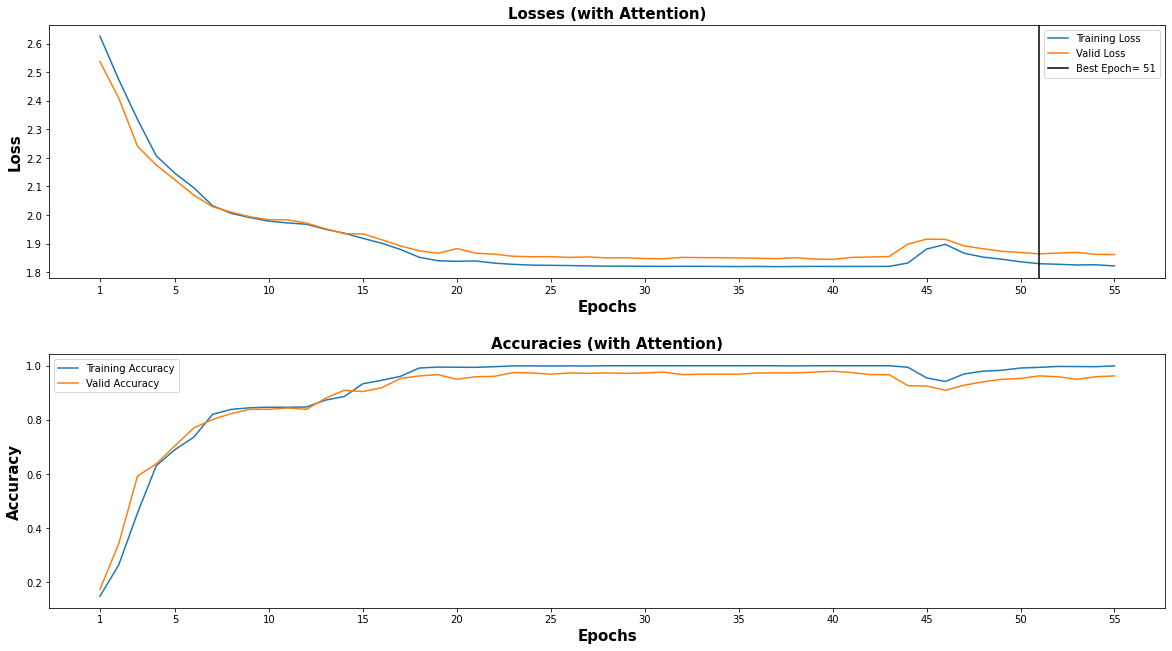 Losses (with Attention)
Loss
2.6
2.5
2.4
2.3
2.2
2.1
2.0
1.9
1.8
Training Loss
Valid Loss
Best Epoch= 51
1 5 10 15 20 25 30 35 40 45 50 55
Epochs
Accuracies (with Attention)
Accuracy
1.0
0.8
0.6
0.4
0.2
Training Accuracy
Valid Accuracy
1 5 10 15 20 25 30 35 40 45 50 55
Epochs